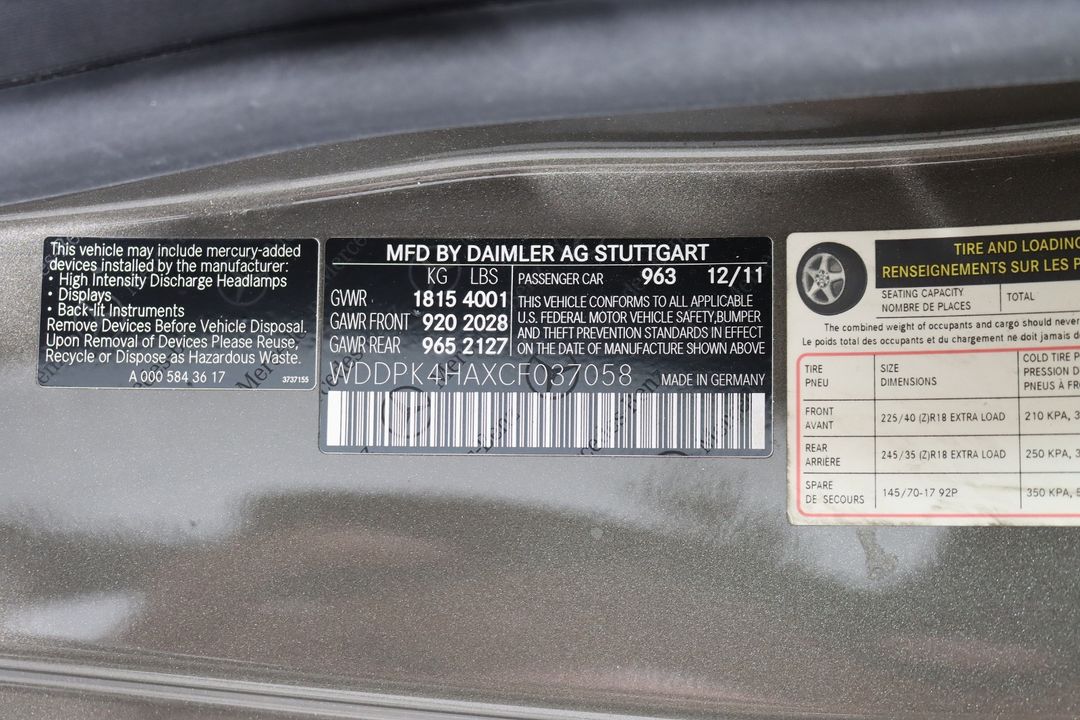 This vehicle may include mercury-added
devices installed by the manufacturer:
• High Intensity Discharge Headlamps
• Displays
• Back-lit Instruments
Remove Devices Before Vehicle Disposal.
Upon Removal of Devices Please Reuse,
Recycle or Dispose as Hazardous Waste.
A 000 584 36 17
3737155
MFD BY DAIMLER AG STUTTGART
KG LBS
GVWR 1815 4001
GAWR FRONT 920 2028
GAWR REAR 965 2127
PASSENGER CAR 963 12/11
THIS VEHICLE CONFORMS TO ALL APPLICABLE
U.S. FEDERAL MOTOR VEHICLE SAFETY,BUMPER
AND THEFT PREVENTION STANDARDS IN EFFECT
ON THE DATE OF MANUFACTURE SHOWN ABOVE
WDDPK4HAXCF037058 MADE IN GERMANY
TIRE AND LOADING
RENSEIGNEMENTS SUR LES P
SEATING CAPACITY
NOMBRE DE PLACES
TOTAL
The combined weight of occupants and cargo should never
Le poids total des occupants et du chargement ne doit jamais d
TIRE
PNEU
SIZE
DIMENSIONS
COLD TIRE P
PRESSION D
PNEUS À FR
FRONT
AVANT
225/40 (Z)R18 EXTRA LOAD
210 KPA, 3
REAR
ARRIÈRE
245/35 (Z)R18 EXTRA LOAD
250 KPA, 3
SPARE
DE SECOURS
145/70-17 92P
350 KPA, 5